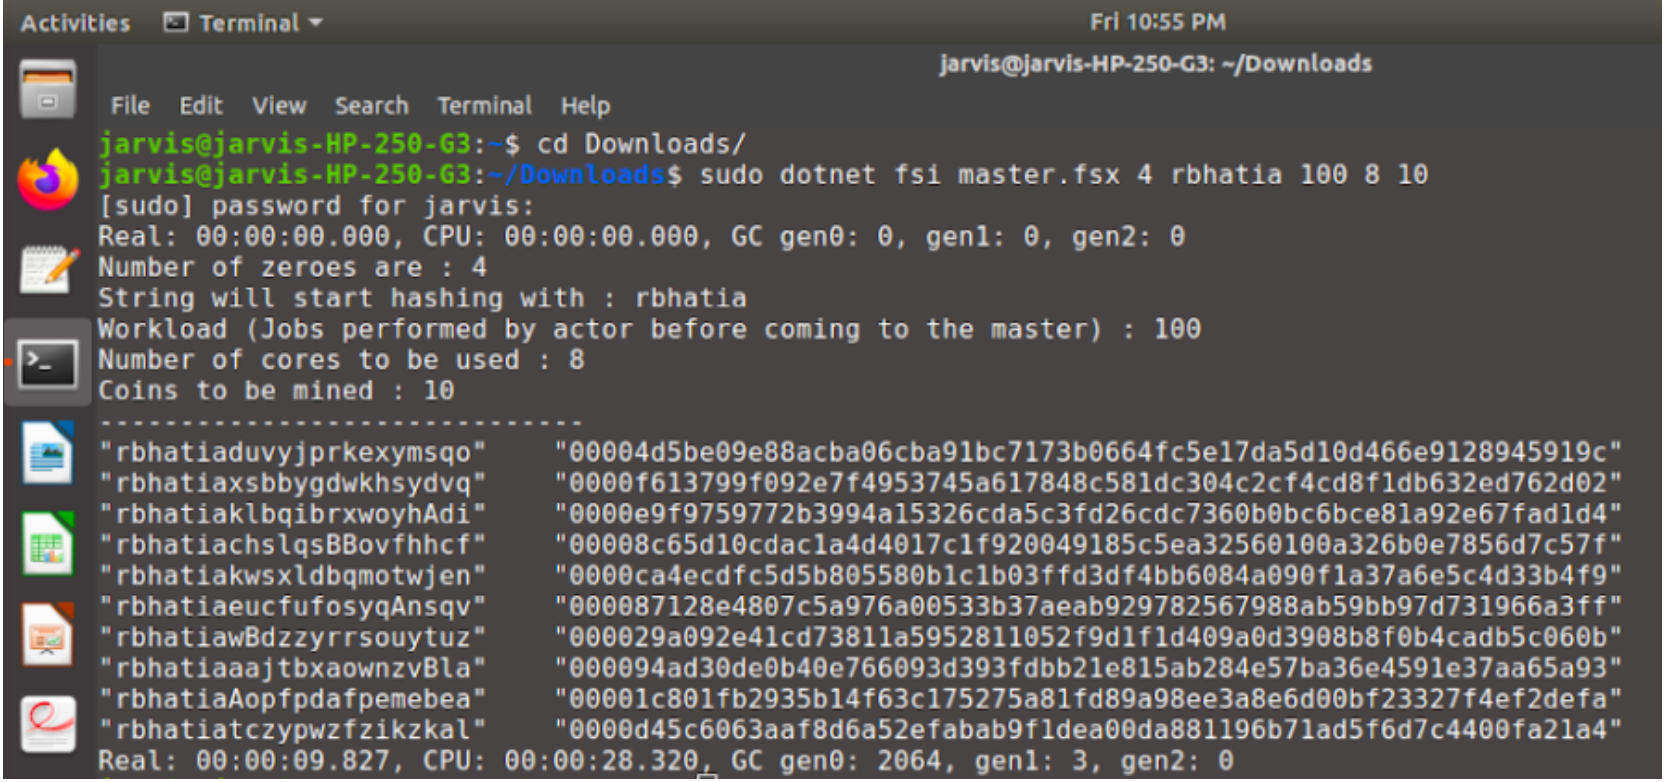 Activities Terminal Fri 10:55 PM
jarvis@jarvis-HP-250-G3: ~/Downloads
File Edit View Search Terminal Help
jarvis@jarvis-HP-250-G3:~$ cd Downloads/
jarvis@jarvis-HP-250-G3:~/Downloads$ sudo dotnet fsi master.fsx 4 rbhatia 100 8 10
[sudo] password for jarvis:
Real: 00:00:00.000, CPU: 00:00:00.000, GC gen0: 0, gen1: 0, gen2: 0
Number of zeroes are : 4
String will start hashing with : rbhatia
Workload (Jobs performed by actor before coming to the master) : 100
Number of cores to be used : 8
Coins to be mined : 10
------------------------------
"rbhatiaduvyjprkexymsqo" "00004d5be09e88acba06cba91bc7173b0664fc5e17da5d10d466e9128945919c"
"rbhatiaxsbbygdwkhsydvq" "0000f613799f092e7f4953745a617848c581dc304c2cf4cd8f1db632ed762d02"
"rbhatiaklbqibrxwoyhAdi" "0000e9f9759772b3994a15326cda5c3fd26cdc7360b0bc6bce81a92e67fad1d4"
"rbhatiachslqsBBovfhhcf" "00008c65d10cdac1a4d4017c1f920049185c5ea32560100a326b0e7856d7c57f"
"rbhatiakwsxldbqmotwjen" "0000ca4ecdfc5d5b805580b1c1b03ffd3df4bb6084a090f1a37a6e5c4d33b4f9"
"rbhatiaeucfufosyqAnsqv" "000087128e4807c5a976a00533b37aeab929782567988ab59bb97d731966a3ff"
"rbhatiawBdzzyrrsouytuz" "000029a092e41cd73811a5952811052f9d1f1d409a0d3908b8f0b4cadb5c060b"
"rbhatiaaajtbxaownzvBla" "000094ad30de0b40e766093d393fdbb21e815ab284e57ba36e4591e37aa65a93"
"rbhatiaAopfpdafpemebea" "00001c801fb2935b14f63c175275a81fd89a98ee3a8e6d00bf23327f4ef2defa"
"rbhatiatczypwzfzikzkal" "0000d45c6063aaf8d6a52efabab9f1dea00da881196b71ad5f6d7c4400fa21a4"
Real: 00:00:09.827, CPU: 00:00:28.320, GC gen0: 2064, gen1: 3, gen2: 0